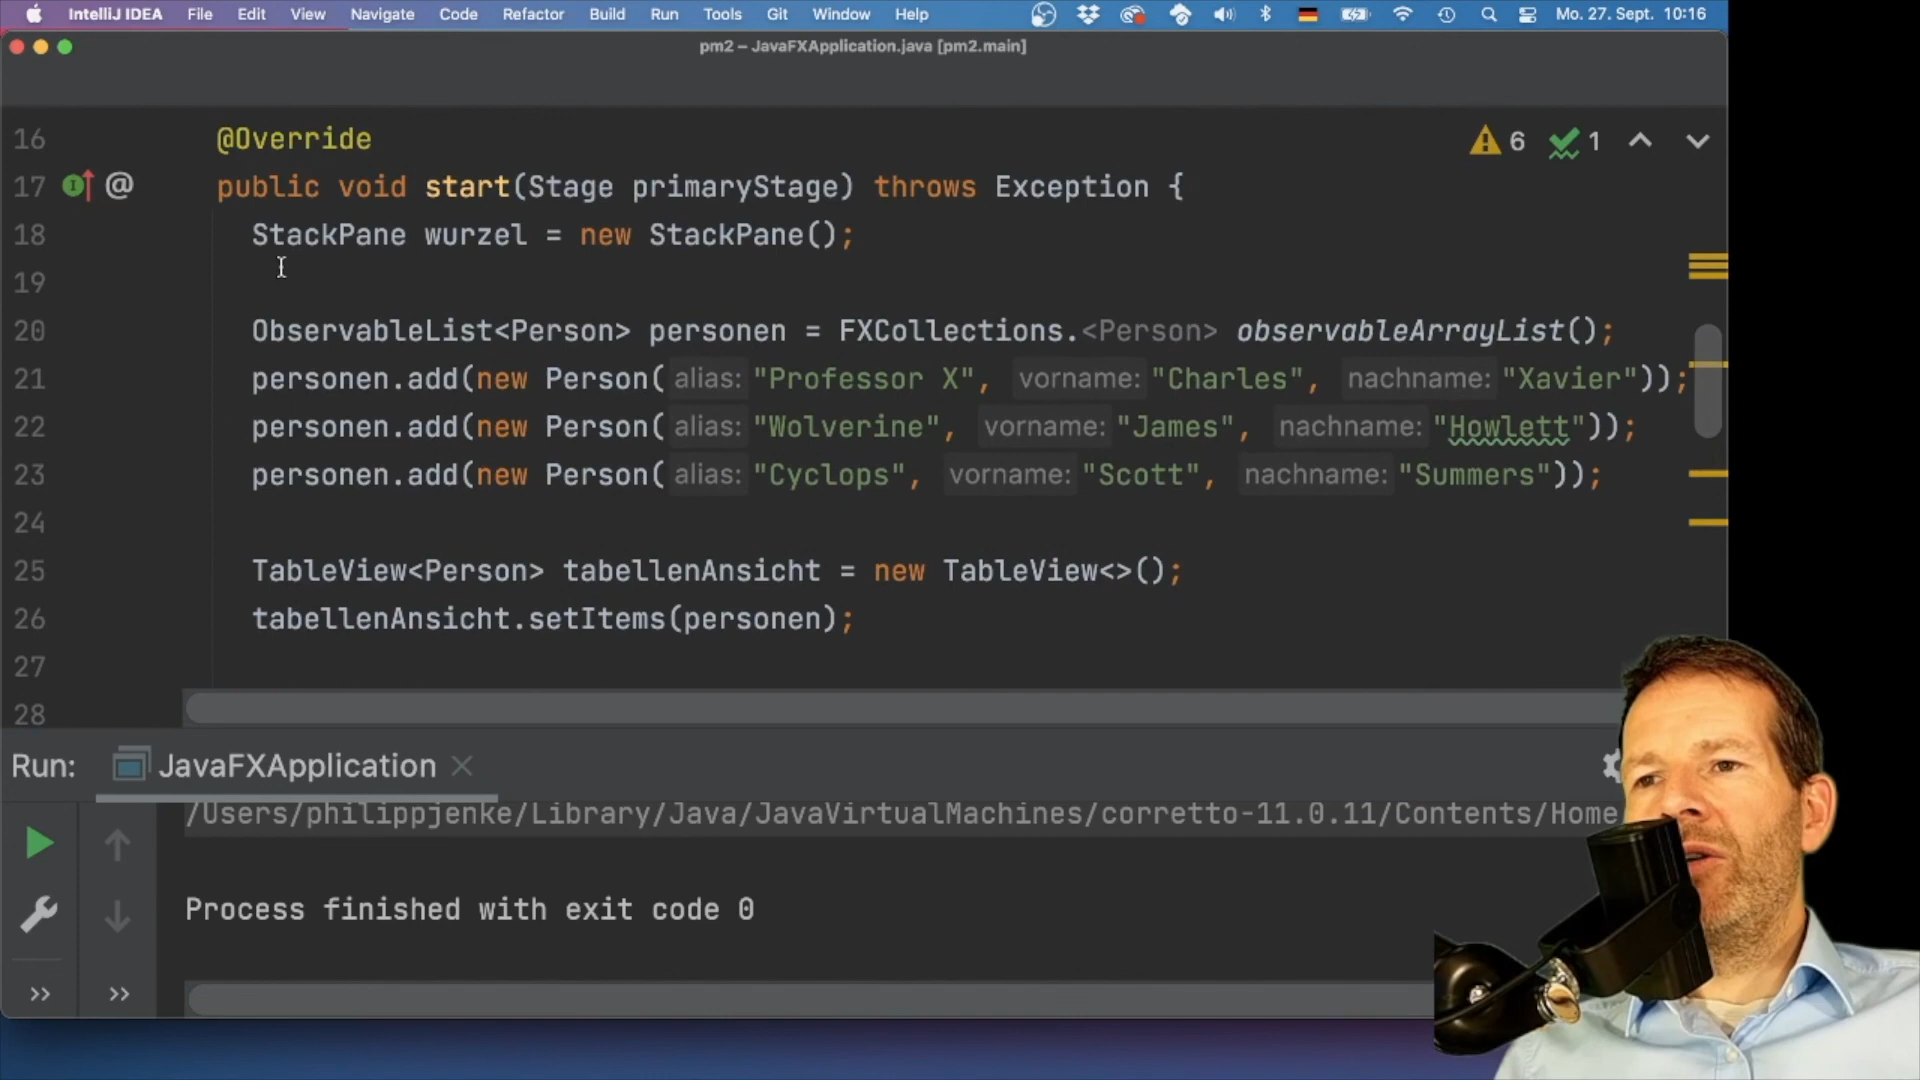 IntelliJ IDEA File Edit View Navigate Code Refactor Build Run Tools Git Window Help Mo. 27. Sept. 10:16
pm2 – JavaFXApplication.java [pm2.main]
16 @Override 6 1
17 @ public void start(Stage primaryStage) throws Exception {
18 StackPane wurzel = new StackPane();
19
20 ObservableList<Person> personen = FXCollections.<Person> observableArrayList();
21 personen.add(new Person( alias: "Professor X", vorname: "Charles", nachname: "Xavier"));
22 personen.add(new Person( alias: "Wolverine", vorname: "James", nachname: "Howlett"));
23 personen.add(new Person( alias: "Cyclops", vorname: "Scott", nachname: "Summers"));
24
25 TableView<Person> tabellenAnsicht = new TableView<>();
26 tabellenAnsicht.setItems(personen);
27
28
Run: JavaFXApplication
/Users/philippjenke/Library/Java/JavaVirtualMachines/corretto-11.0.11/Contents/Home
Process finished with exit code 0